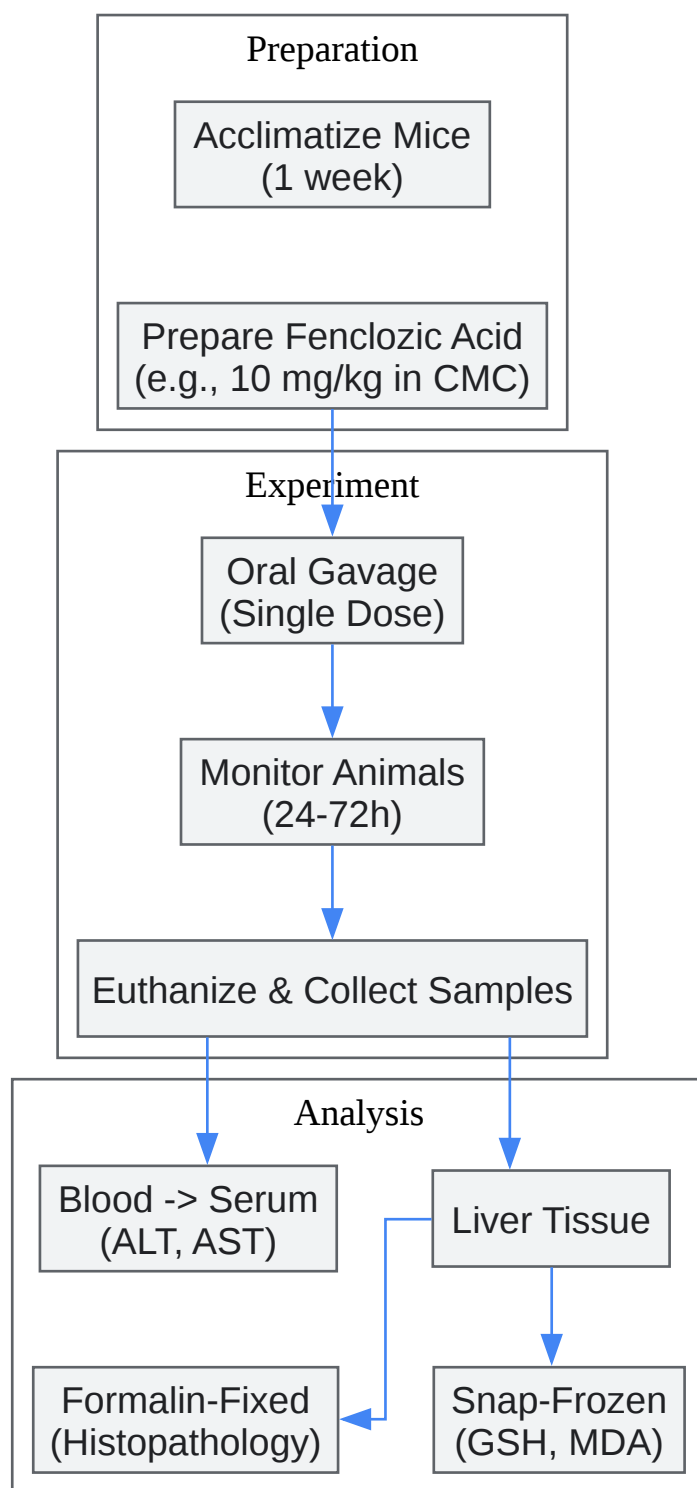 Preparation
Acclimatize Mice
(1 week)
Prepare Fenclozic Acid
(e.g., 10 mg/kg in CMC)
Experiment
Oral Gavage
(Single Dose)
Monitor Animals
(24-72h)
Euthanize & Collect Samples
Analysis
Blood -> Serum
(ALT, AST)
Liver Tissue
Formalin-Fixed
(Histopathology)
Snap-Frozen
(GSH, MDA)